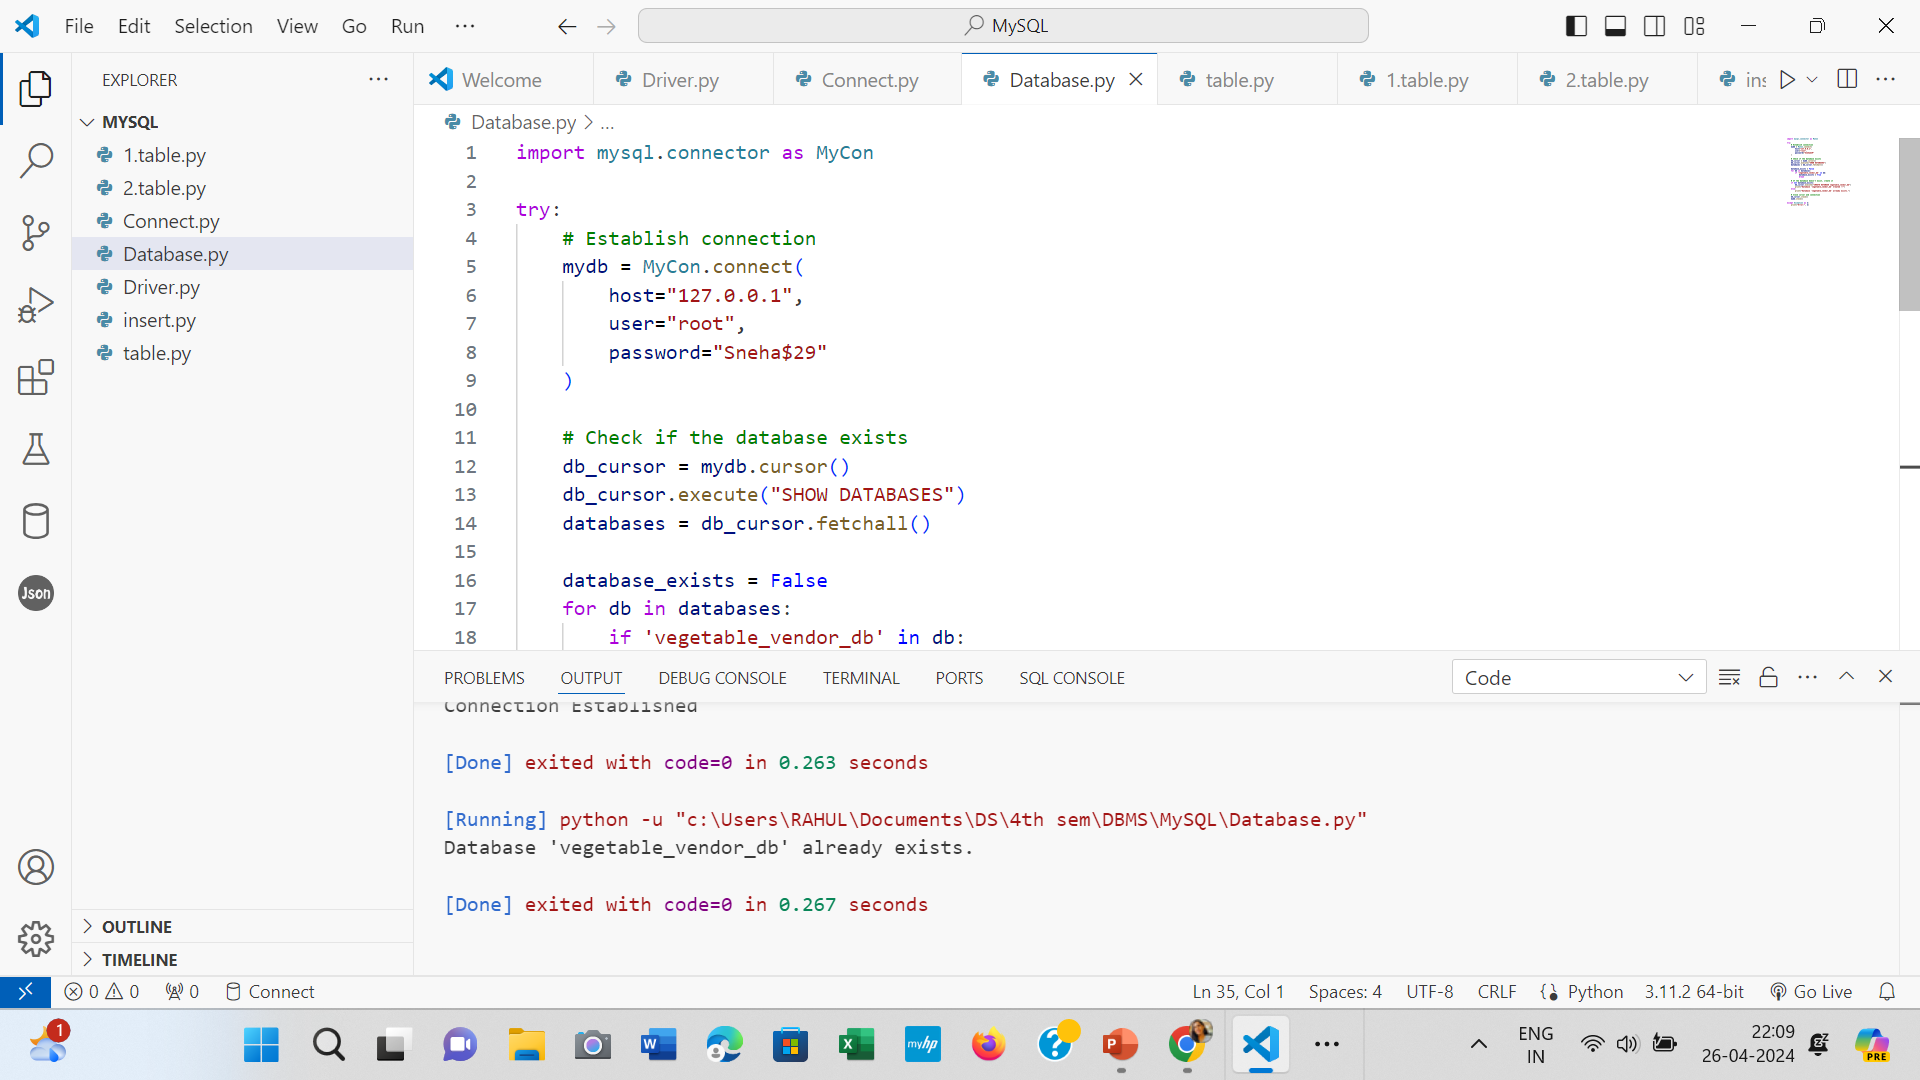 File Edit Selection View Go Run ... MySQL
EXPLORER ...
MYSQL
1.table.py
2.table.py
Connect.py
Database.py
Driver.py
insert.py
table.py
OUTLINE
TIMELINE
Json
Welcome Driver.py Connect.py Database.py table.py 1.table.py 2.table.py ins
Database.py > ...
1 import mysql.connector as MyCon
2
3 try:
4 # Establish connection
5 mydb = MyCon.connect(
6 host="127.0.0.1",
7 user="root",
8 password="Sneha$29"
9 )
10
11 # Check if the database exists
12 db_cursor = mydb.cursor()
13 db_cursor.execute("SHOW DATABASES")
14 databases = db_cursor.fetchall()
15
16 database_exists = False
17 for db in databases:
18 if 'vegetable_vendor_db' in db:
PROBLEMS OUTPUT DEBUG CONSOLE TERMINAL PORTS SQL CONSOLE Code
Connection Established
[Done] exited with code=0 in 0.263 seconds
[Running] python -u "c:\Users\RAHUL\Documents\DS\4th sem\DBMS\MySQL\Database.py"
Database 'vegetable_vendor_db' already exists.
[Done] exited with code=0 in 0.267 seconds
0 0 0 Connect Ln 35, Col 1 Spaces: 4 UTF-8 CRLF Python 3.11.2 64-bit Go Live
1 W X myhp ? P ... ENG 22:09
IN 26-04-2024 PRE